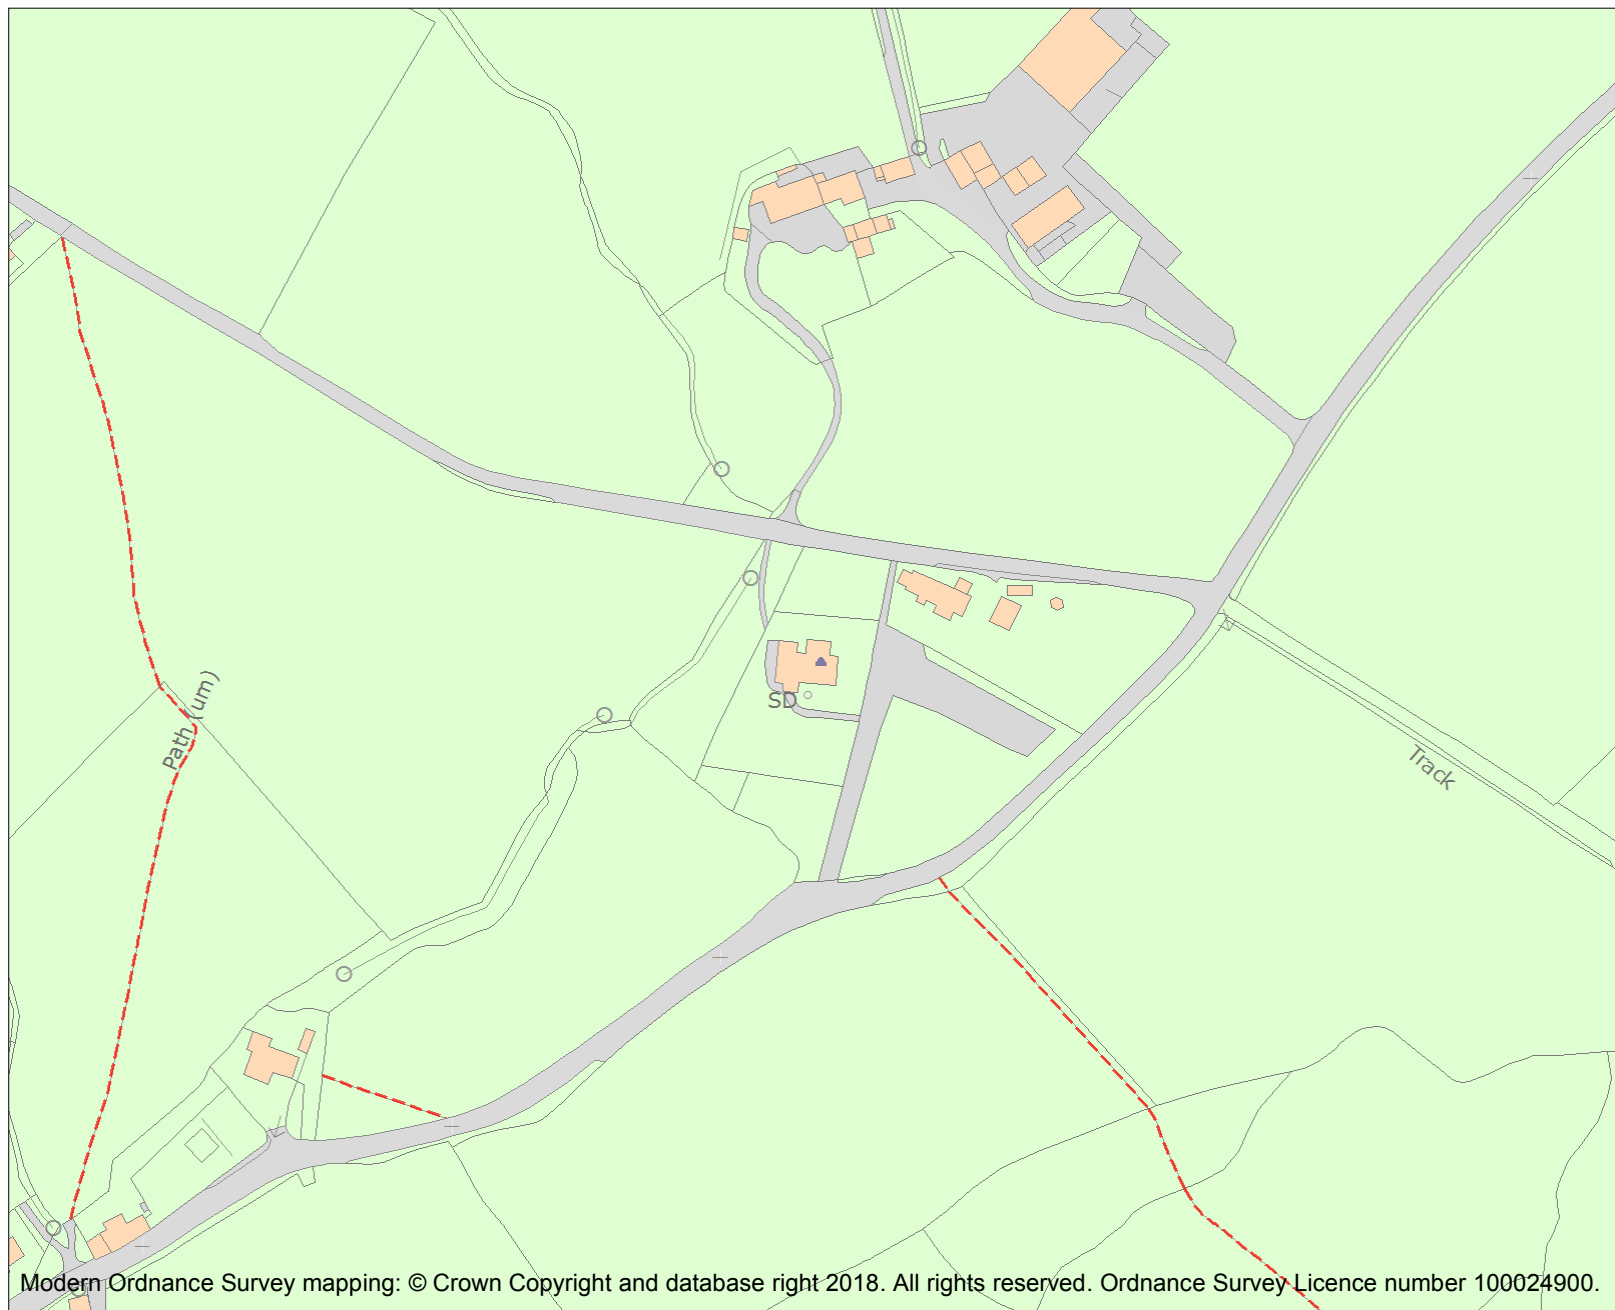 Path (um)
SD
Track
Modern Ordnance Survey mapping: © Crown Copyright and database right 2018. All rights reserved. Ordnance Survey Licence number 100024900.